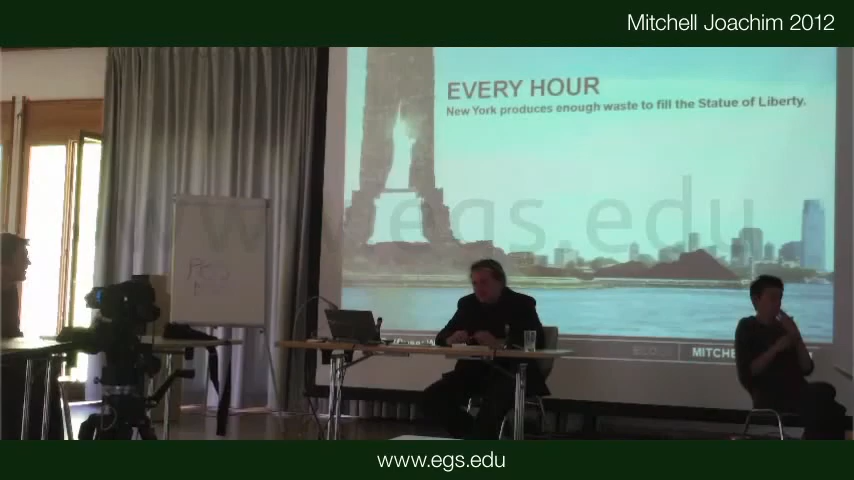 Mitchell Joachim 2012
EVERY HOUR
New York produces enough waste to fill the Statue of Liberty.
www.egs.edu
MITCHE
www.egs.edu